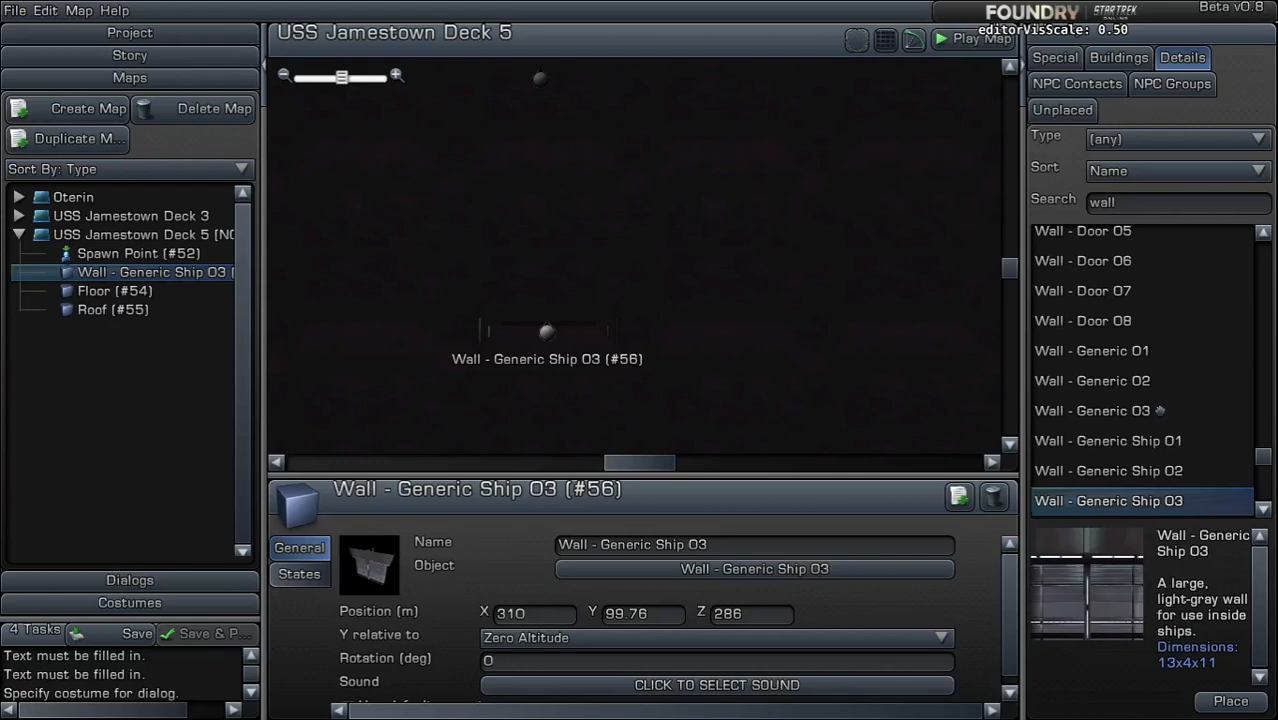 File Edit Map Help
FOUNDRY STAR TREK ONLINE
Beta v0.8
editorVisScale: 0.50
Project
Story
Maps
Create Map
Delete Map
Duplicate M...
Sort By: Type
Oterin
USS Jamestown Deck 3
USS Jamestown Deck 5 [NO
Spawn Point (#52)
Wall - Generic Ship 03 (
Floor (#54)
Roof (#55)
Dialogs
Costumes
4 Tasks
Save
Save & P...
Text must be filled in.
Text must be filled in.
Specify costume for dialog.
USS Jamestown Deck 5
Play Map
Wall - Generic Ship 03 (#56)
Wall - Generic Ship 03 (#56)
General
States
Name
Wall - Generic Ship 03
Object
Wall - Generic Ship 03
Position (m)
X 310 Y 99.76 Z 286
Y relative to
Zero Altitude
Rotation (deg)
0
Sound
CLICK TO SELECT SOUND
Special
Buildings
Details
NPC Contacts
NPC Groups
Unplaced
Type
(any)
Sort
Name
Search
wall
Wall - Door 05
Wall - Door 06
Wall - Door 07
Wall - Door 08
Wall - Generic 01
Wall - Generic 02
Wall - Generic 03
Wall - Generic Ship 01
Wall - Generic Ship 02
Wall - Generic Ship 03
Wall - Generic
Ship 03
A large,
light-gray wall
for use inside
ships.
Dimensions:
13x4x11
Place